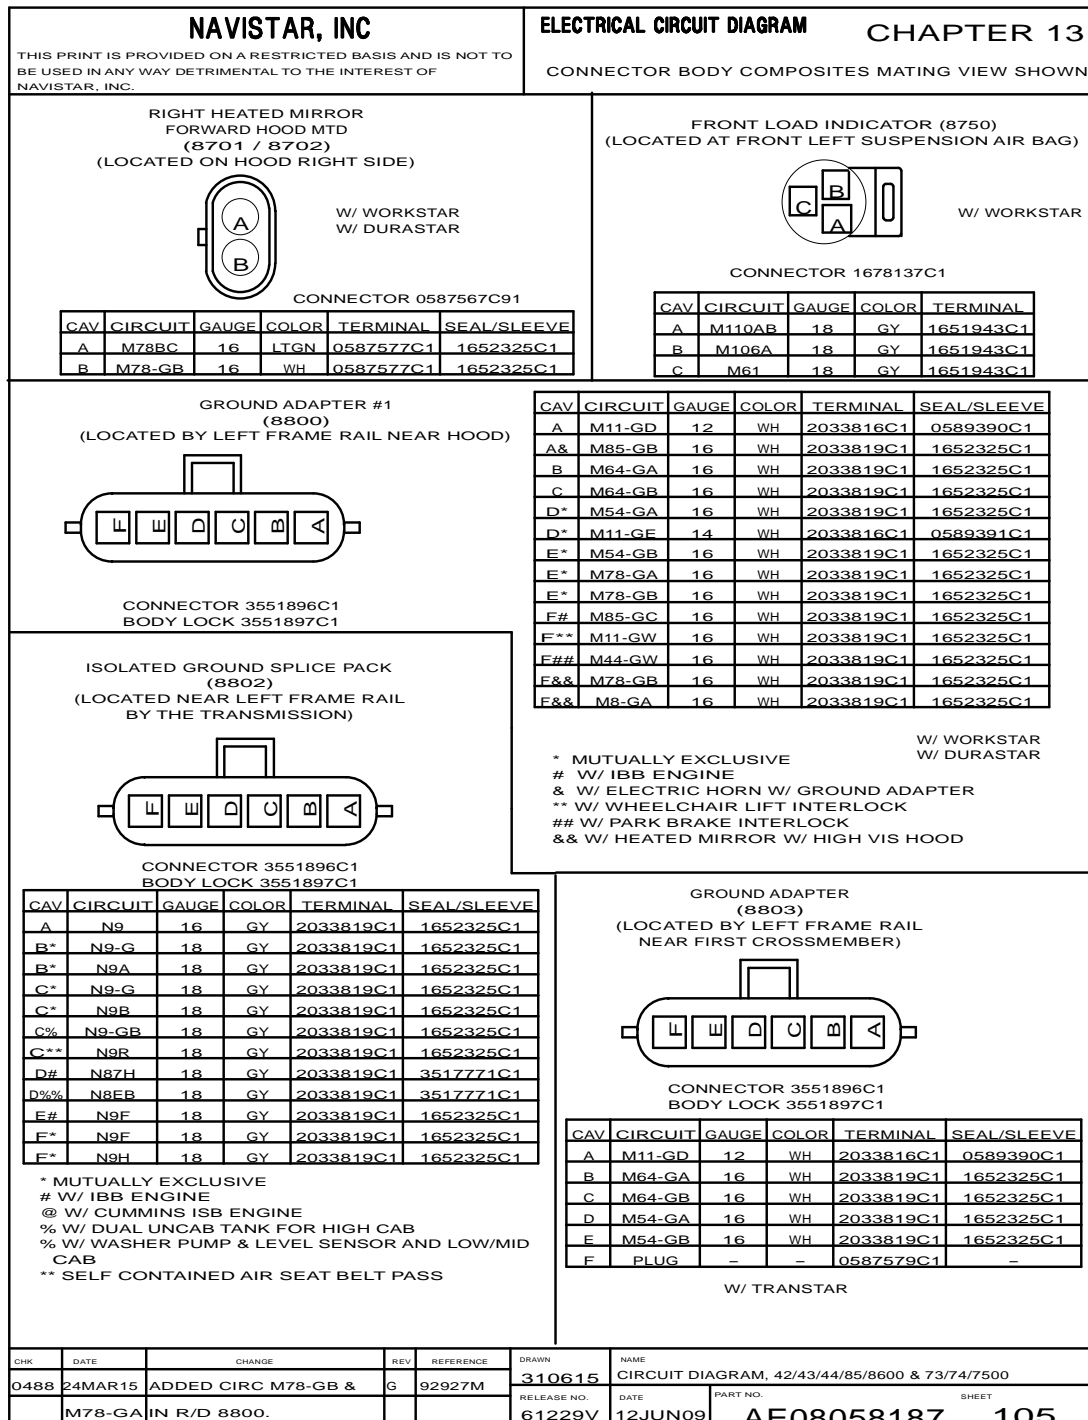 NAVISTAR, INC
THIS PRINT IS PROVIDED ON A RESTRICTED BASIS AND IS NOT TO
BE USED IN ANY WAY DETRIMENTAL TO THE INTEREST OF
NAVISTAR, INC.
ELECTRICAL CIRCUIT DIAGRAM CHAPTER 13
CONNECTOR BODY COMPOSITES MATING VIEW SHOWN
RIGHT HEATED MIRROR
FORWARD HOOD MTD
(8701 / 8702)
(LOCATED ON HOOD RIGHT SIDE)
A
B
W/ WORKSTAR
W/ DURASTAR
CONNECTOR 0587567C91
CAV CIRCUIT GAUGE COLOR TERMINAL SEAL/SLEEVE
A M78BC 16 LTGN 0587577C1 1652325C1
B M78-GB 16 WH 0587577C1 1652325C1
FRONT LOAD INDICATOR (8750)
(LOCATED AT FRONT LEFT SUSPENSION AIR BAG)
B
C
A
W/ WORKSTAR
CONNECTOR 1678137C1
CAV CIRCUIT GAUGE COLOR TERMINAL
A M110AB 18 GY 1651943C1
B M106A 18 GY 1651943C1
C M61 18 GY 1651943C1
GROUND ADAPTER #1
(8800)
(LOCATED BY LEFT FRAME RAIL NEAR HOOD)
F E D C B A
CONNECTOR 3551896C1
BODY LOCK 3551897C1
CAV CIRCUIT GAUGE COLOR TERMINAL SEAL/SLEEVE
A M11-GD 12 WH 2033816C1 0589390C1
A& M85-GB 16 WH 2033819C1 1652325C1
B M64-GA 16 WH 2033819C1 1652325C1
C M64-GB 16 WH 2033819C1 1652325C1
D* M54-GA 16 WH 2033819C1 1652325C1
D* M11-GE 14 WH 2033816C1 0589391C1
E* M54-GB 16 WH 2033819C1 1652325C1
E* M78-GA 16 WH 2033819C1 1652325C1
E* M78-GB 16 WH 2033819C1 1652325C1
F# M85-GC 16 WH 2033819C1 1652325C1
F** M11-GW 16 WH 2033819C1 1652325C1
F## M44-GW 16 WH 2033819C1 1652325C1
F&& M78-GB 16 WH 2033819C1 1652325C1
F&& M8-GA 16 WH 2033819C1 1652325C1
W/ WORKSTAR
W/ DURASTAR
* MUTUALLY EXCLUSIVE
# W/ IBB ENGINE
& W/ ELECTRIC HORN W/ GROUND ADAPTER
** W/ WHEELCHAIR LIFT INTERLOCK
## W/ PARK BRAKE INTERLOCK
&& W/ HEATED MIRROR W/ HIGH VIS HOOD
ISOLATED GROUND SPLICE PACK
(8802)
(LOCATED NEAR LEFT FRAME RAIL
BY THE TRANSMISSION)
F E D C B A
CONNECTOR 3551896C1
BODY LOCK 3551897C1
CAV CIRCUIT GAUGE COLOR TERMINAL SEAL/SLEEVE
A N9 16 GY 2033819C1 1652325C1
B* N9-G 18 GY 2033819C1 1652325C1
B* N9A 18 GY 2033819C1 1652325C1
C* N9-G 18 GY 2033819C1 1652325C1
C* N9B 18 GY 2033819C1 1652325C1
C% N9-GB 18 GY 2033819C1 1652325C1
C** N9R 18 GY 2033819C1 1652325C1
D# N87H 18 GY 2033819C1 3517771C1
D%% N8EB 18 GY 2033819C1 3517771C1
E# N9F 18 GY 2033819C1 1652325C1
F* N9F 18 GY 2033819C1 1652325C1
F* N9H 18 GY 2033819C1 1652325C1
* MUTUALLY EXCLUSIVE
# W/ IBB ENGINE
@ W/ CUMMINS ISB ENGINE
% W/ DUAL UNCAB TANK FOR HIGH CAB
% W/ WASHER PUMP & LEVEL SENSOR AND LOW/MID
CAB
** SELF CONTAINED AIR SEAT BELT PASS
GROUND ADAPTER
(8803)
(LOCATED BY LEFT FRAME RAIL
NEAR FIRST CROSSMEMBER)
F E D C B A
CONNECTOR 3551896C1
BODY LOCK 3551897C1
CAV CIRCUIT GAUGE COLOR TERMINAL SEAL/SLEEVE
A M11-GD 12 WH 2033816C1 0589390C1
B M64-GA 16 WH 2033819C1 1652325C1
C M64-GB 16 WH 2033819C1 1652325C1
D M54-GA 16 WH 2033819C1 1652325C1
E M54-GB 16 WH 2033819C1 1652325C1
F PLUG – – 0587579C1 –
W/ TRANSTAR
CHK DATE CHANGE REV REFERENCE
0488 24MAR15 ADDED CIRC M78-GB & G 92927M
M78-GA IN R/D 8800.
DRAWN NAME
310615 CIRCUIT DIAGRAM, 42/43/44/85/8600 & 73/74/7500
RELEASE NO. DATE PART NO. SHEET
61229V 12JUN09 AE08058187 105